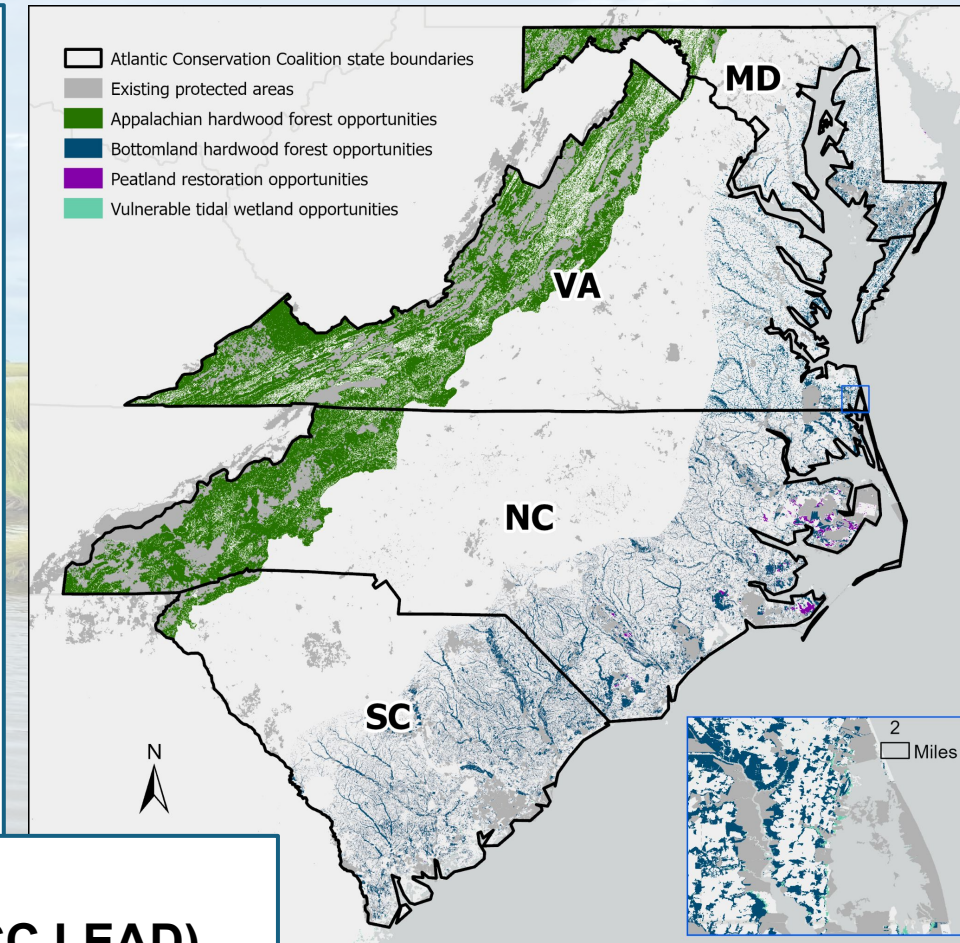 Atlantic Conservation Coalition state boundaries
Existing protected areas
Appalachian hardwood forest opportunities
Bottomland hardwood forest opportunities
Peatland restoration opportunities
Vulnerable tidal wetland opportunities
MD
VA
NC
SC
N
2
Miles
LEAD)